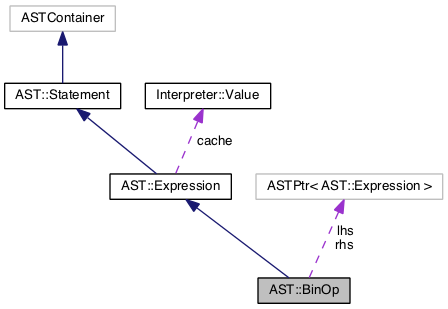 ASTContainer
AST::Statement
Interpreter::Value
cache
AST::Expression
ASTPtr< AST::Expression >
lhs
rhs
AST::BinOp